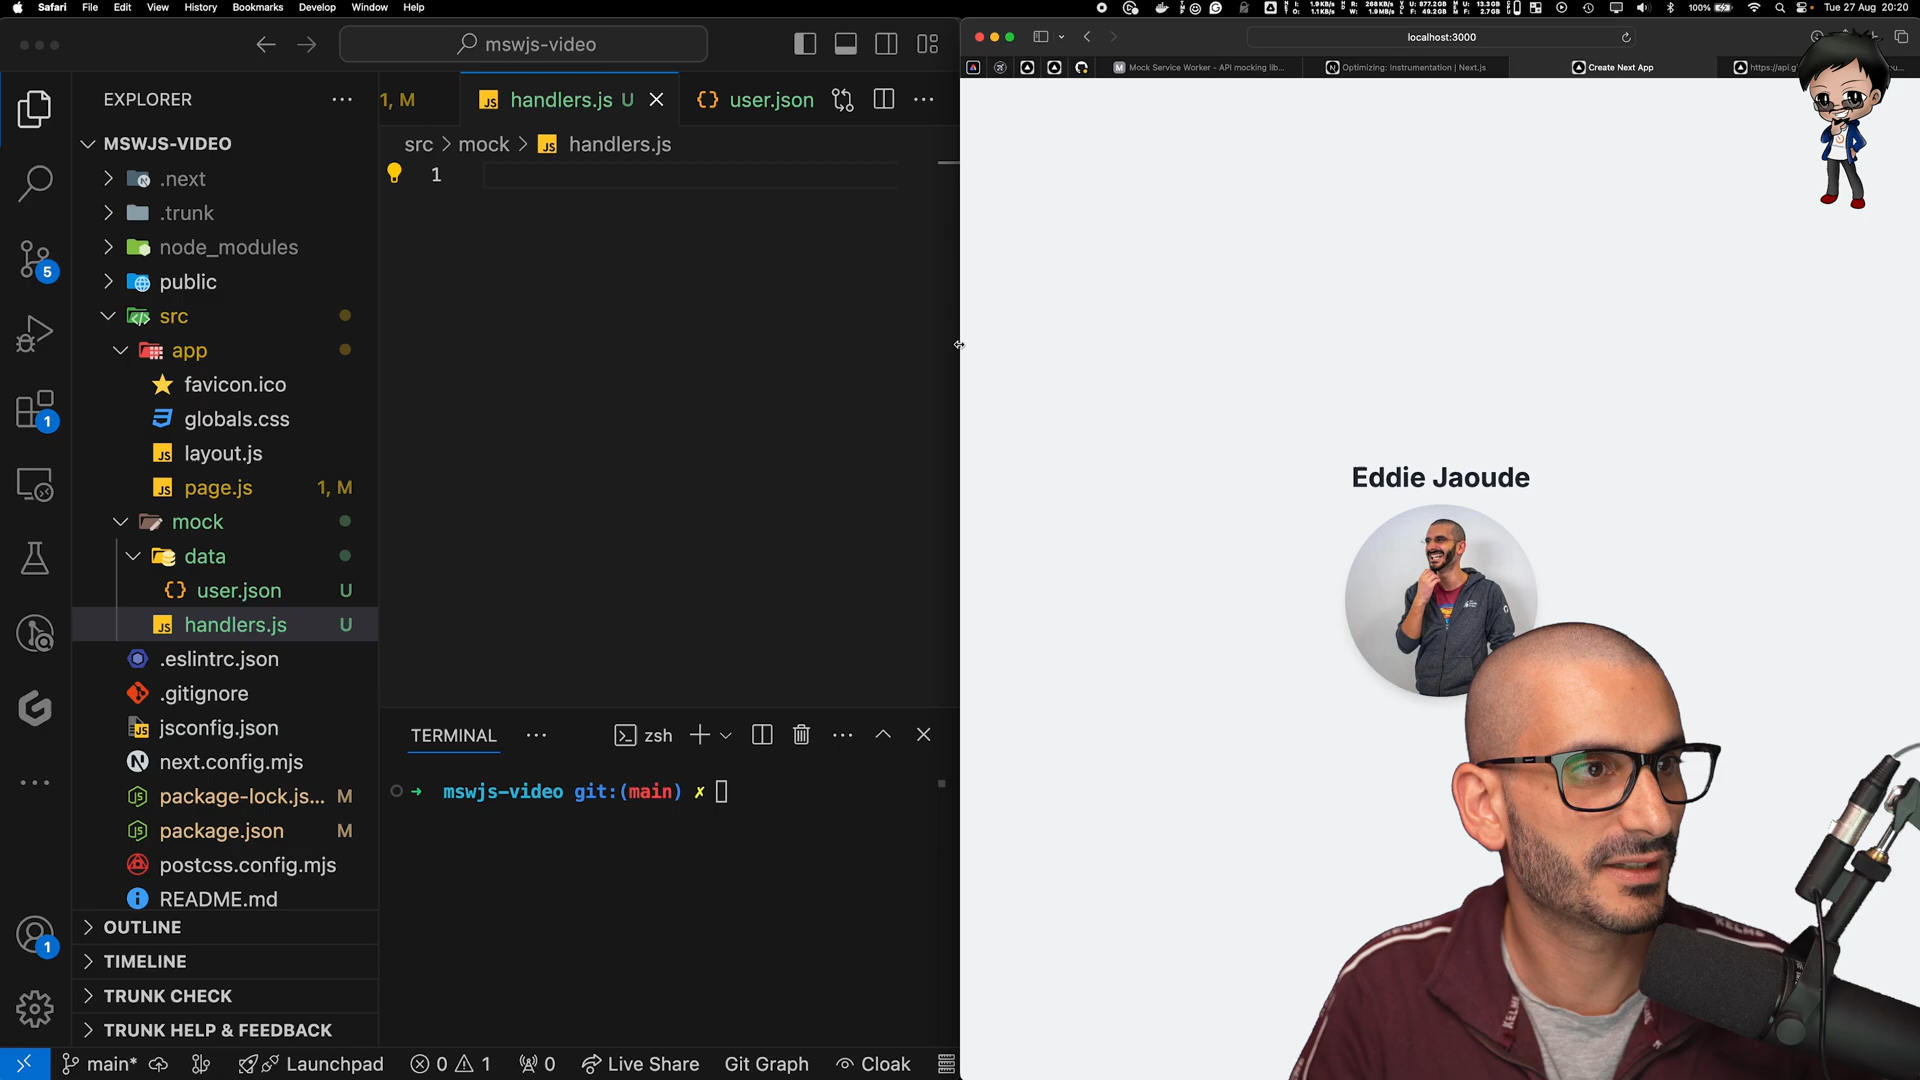 Safari File Edit View History Bookmarks Develop Window Help
100% Tue 27 Aug 20:20
mswjs-video
localhost:3000
EXPLORER
1, M
handlers.js U
user.json
Mock Service Worker - API mocking lib...
Optimizing: Instrumentation | Next.js
Create Next App
src > mock > handlers.js
1
MSWJS-VIDEO
.next
.trunk
node_modules
public
src
app
favicon.ico
globals.css
layout.js
page.js 1, M
mock
data
user.json U
handlers.js U
.eslintrc.json
.gitignore
jsconfig.json
next.config.mjs
package-lock.js... M
package.json M
postcss.config.mjs
README.md
OUTLINE
TIMELINE
TRUNK CHECK
TRUNK HELP & FEEDBACK
5
1
1
TERMINAL
zsh
mswjs-video git:(main) ✗
main*
Launchpad
0 1
0
Live Share
Git Graph
Cloak
Eddie Jaoude
KELME